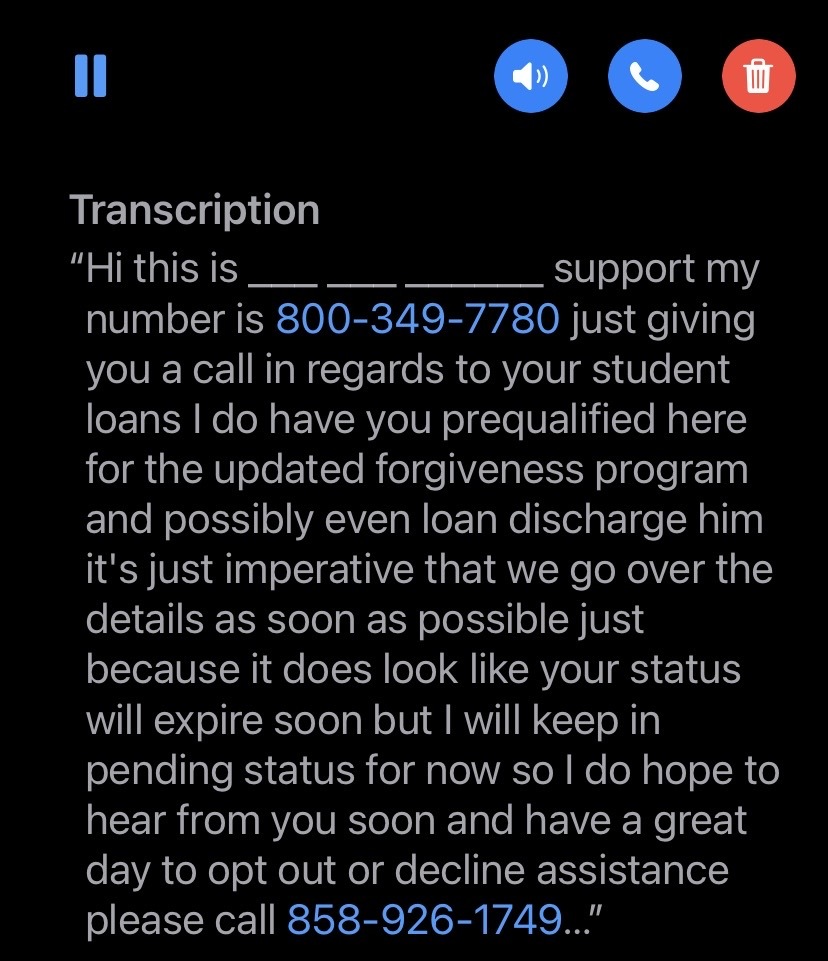 Transcription
“Hi this is ___ ___ ______ support my
number is 800-349-7780 just giving
you a call in regards to your student
loans I do have you prequalified here
for the updated forgiveness program
and possibly even loan discharge him
it's just imperative that we go over the
details as soon as possible just
because it does look like your status
will expire soon but I will keep in
pending status for now so I do hope to
hear from you soon and have a great
day to opt out or decline assistance
please call 858-926-1749...”